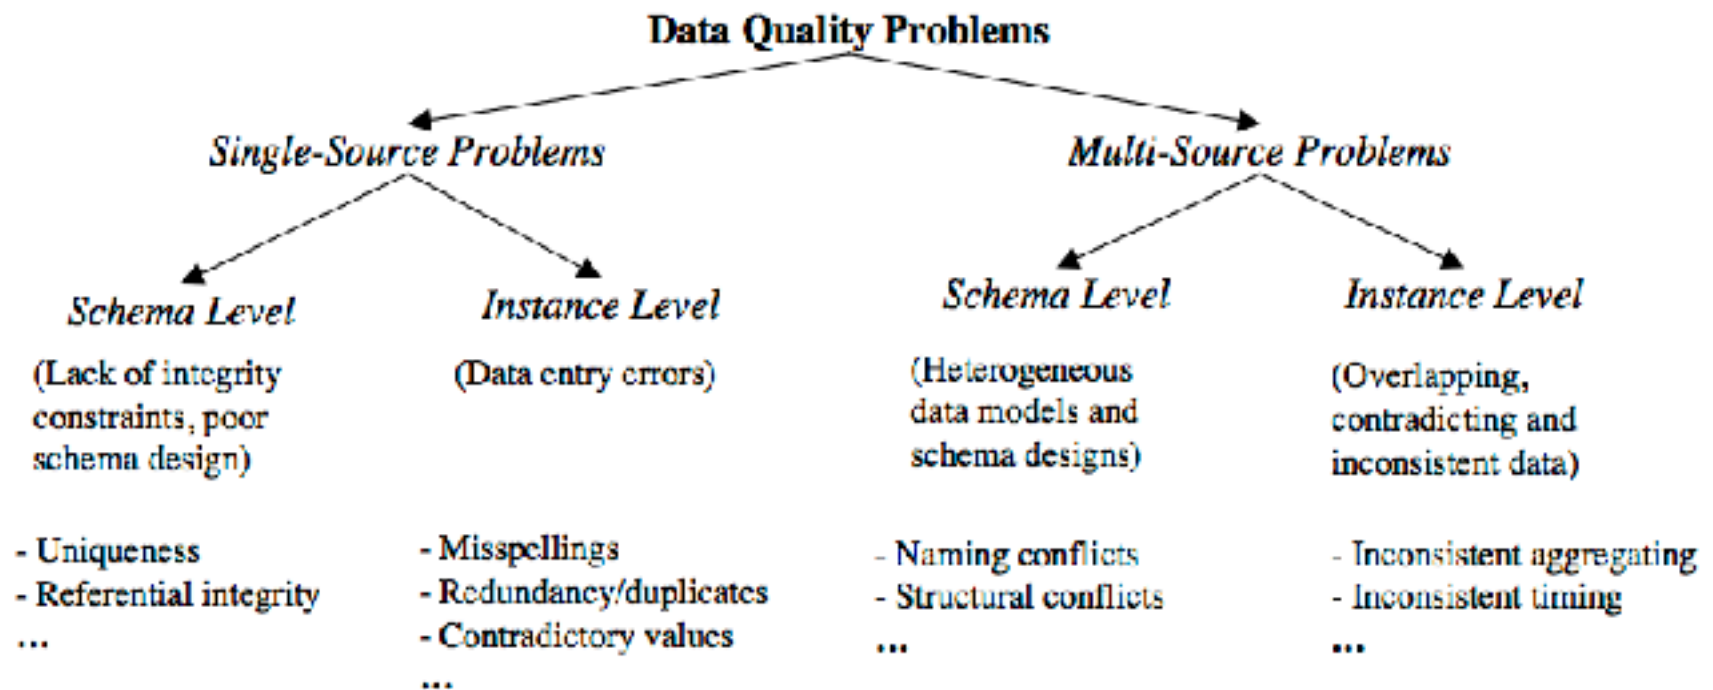 Data Quality Problems
Single-Source Problems
Multi-Source Problems
Schema Level
Instance Level
Schema Level
Instance Level
(Lack of integrity
constraints, poor
schema design)
(Data entry errors)
(Heterogeneous
data models and
schema designs)
(Overlapping,
contradicting and
inconsistent data)
- Uniqueness
- Referential integrity
...
- Misspellings
- Redundancy/duplicates
- Contradictory values
...
- Naming conflicts
- Structural conflicts
...
- Inconsistent aggregating
- Inconsistent timing
...